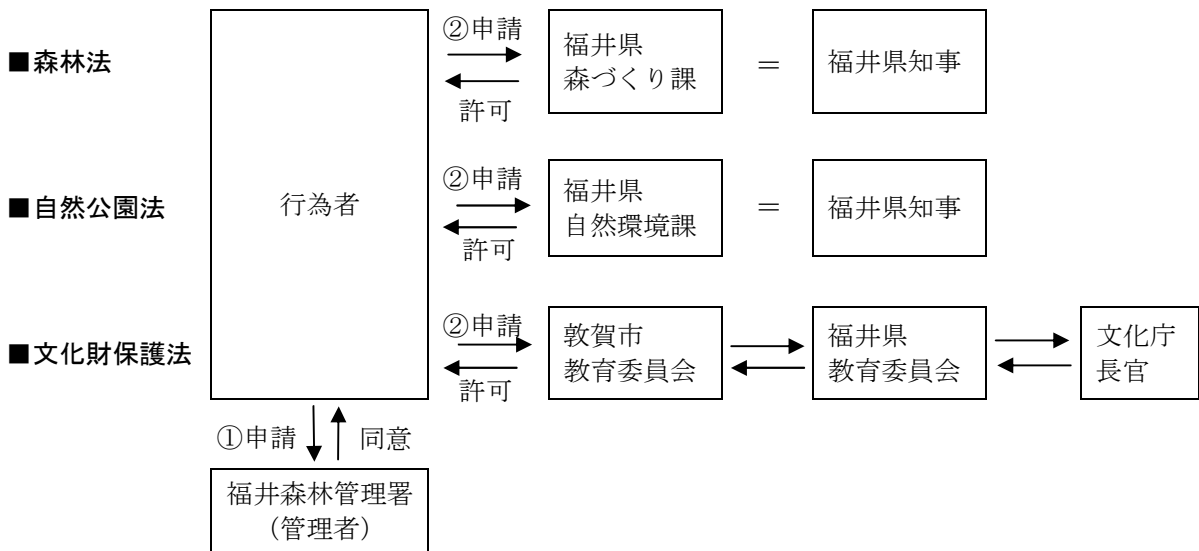 ■森林法
行為者
②申請
許可
福井県
森づくり課
＝
福井県知事
■自然公園法
②申請
許可
福井県
自然環境課
＝
福井県知事
■文化財保護法
②申請
許可
敦賀市
教育委員会
福井県
教育委員会
文化庁
長官
①申請
同意
福井森林管理署
（管理者）